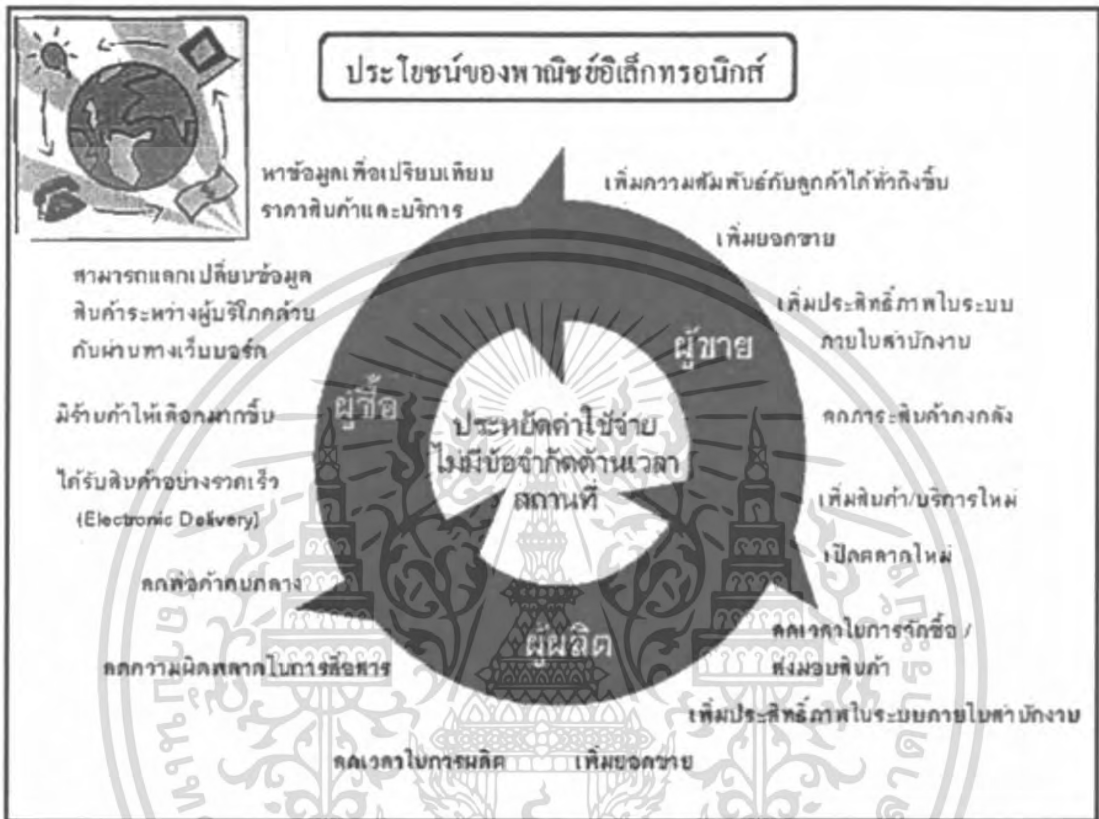 ประโยชน์ของพาณิชย์อิเล็กทรอนิกส์
หาข้อมูลเพื่อเปรียบเทียบ
ราคาสินค้าและบริการ
สามารถแลกเปลี่ยนข้อมูล
สินค้าระหว่างผู้บริโภคด้วย
กันผ่านทางเว็บบอร์ด
มีร้านค้าให้เลือกมากขึ้น
ได้รับสินค้าอย่างรวดเร็ว
(Electronic Delivery)
ผู้ซื้อ
ประหยัดค่าใช้จ่าย
ไม่มีข้อจำกัดด้านเวลา
สถานที่
ผู้ขาย
เพิ่มความสัมพันธ์กับลูกค้าได้ทั่วถึงขึ้น
เพิ่มยอดขาย
เพิ่มประสิทธิ์ภาพในระบบ
ภายในสำนักงาน
ลดภาระสินค้าคงคลัง
เพิ่มสินค้า/บริการใหม่
เปิดตลาดใหม่
ผู้ผลิต
ลดพ่อค้าคนกลาง
ลดความผิดพลาดในการสื่อสาร
ลดเวลาในการผลิต
เพิ่มยอดขาย
เพิ่มประสิทธิ์ภาพในระบบภายในสำนักงาน
ลดเวลาในการจัดซื้อ /
ส่งมอบสินค้า